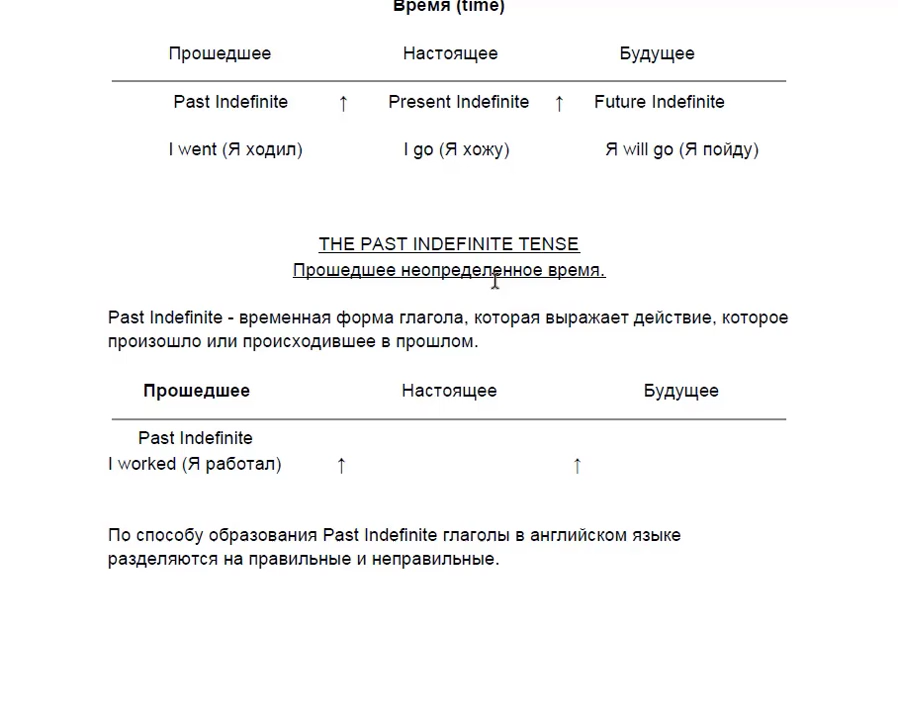 Время (time)
Прошедшее Настоящее Будущее
Past Indefinite ↑ Present Indefinite ↑ Future Indefinite
I went (Я ходил) I go (Я хожу) Я will go (Я пойду)
THE PAST INDEFINITE TENSE
Прошедшее неопределенное время.
Past Indefinite - временная форма глагола, которая выражает действие, которое
произошло или происходившее в прошлом.
Прошедшее Настоящее Будущее
Past Indefinite
I worked (Я работал) ↑ ↑
По способу образования Past Indefinite глаголы в английском языке
разделяются на правильные и неправильные.